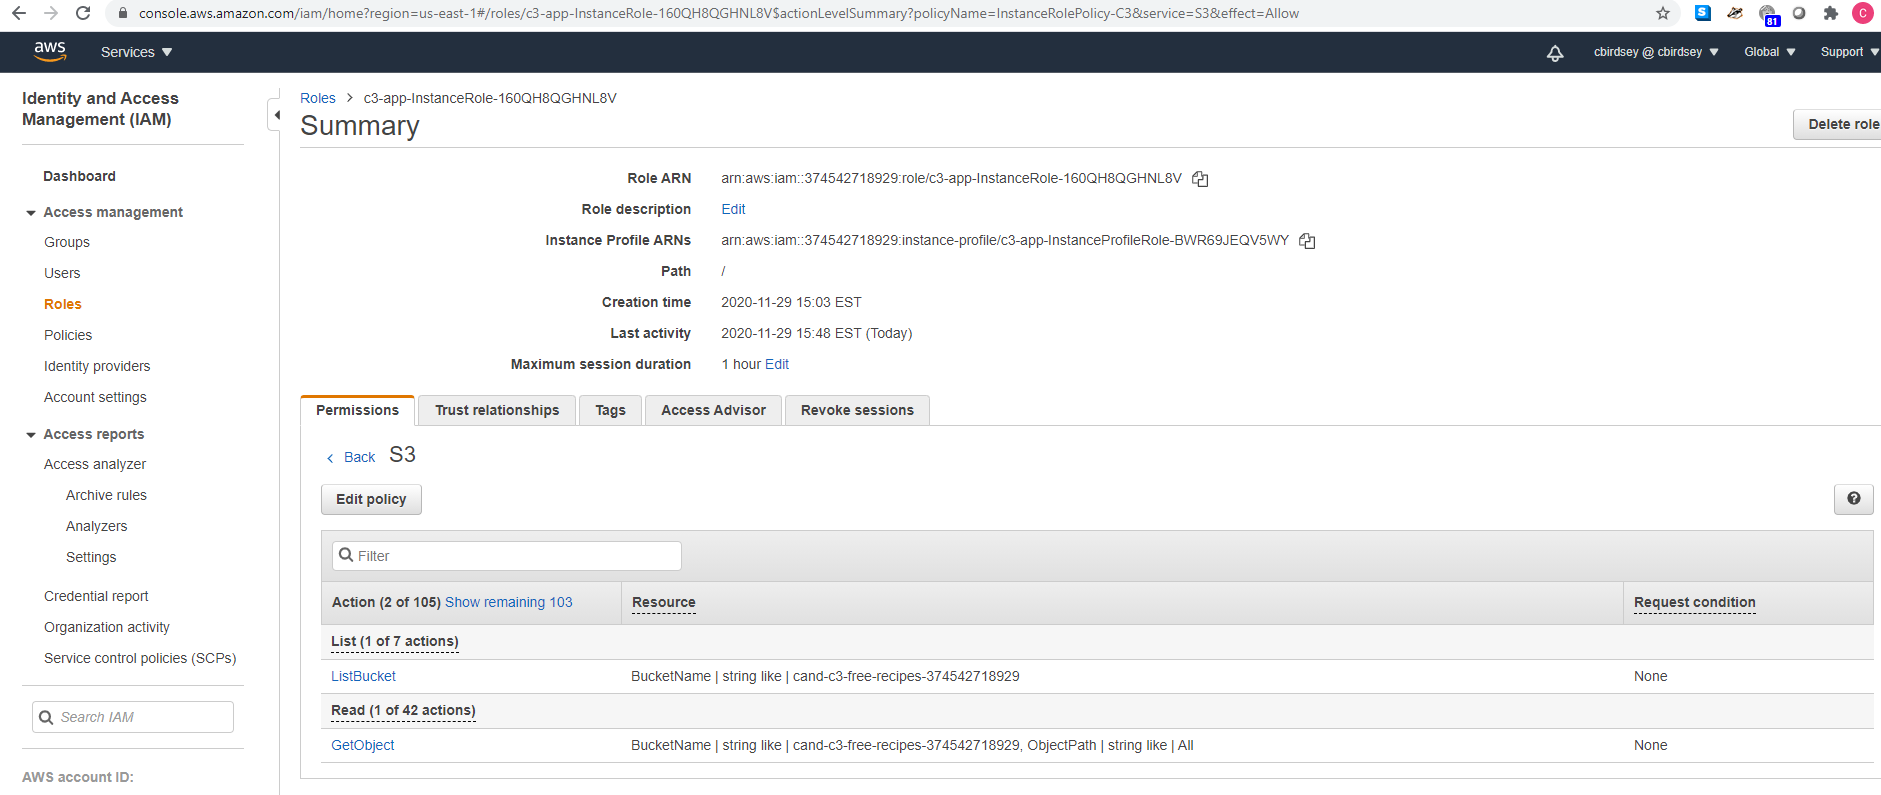 console.aws.amazon.com/iam/home?region=us-east-1#/roles/c3-app-InstanceRole-160QH8QGHNL8V$actionLevelSummary?policyName=InstanceRolePolicy-C3&service=S3&effect=Allow
S
81
C
aws
Services
cbirdsey @ cbirdsey
Global
Support
Identity and Access
Management (IAM)
Dashboard
Access management
Groups
Users
Roles
Policies
Identity providers
Account settings
Access reports
Access analyzer
Archive rules
Analyzers
Settings
Credential report
Organization activity
Service control policies (SCPs)
Search IAM
AWS account ID:
Roles > c3-app-InstanceRole-160QH8QGHNL8V
Summary
Delete role
Role ARN arn:aws:iam::374542718929:role/c3-app-InstanceRole-160QH8QGHNL8V
Role description Edit
Instance Profile ARNs arn:aws:iam::374542718929:instance-profile/c3-app-InstanceProfileRole-BWR69JEQV5WY
Path /
Creation time 2020-11-29 15:03 EST
Last activity 2020-11-29 15:48 EST (Today)
Maximum session duration 1 hour Edit
Permissions Trust relationships Tags Access Advisor Revoke sessions
Back S3
Edit policy
?
Filter
Action (2 of 105) Show remaining 103 Resource Request condition
List (1 of 7 actions)
ListBucket BucketName | string like | cand-c3-free-recipes-374542718929 None
Read (1 of 42 actions)
GetObject BucketName | string like | cand-c3-free-recipes-374542718929, ObjectPath | string like | All None